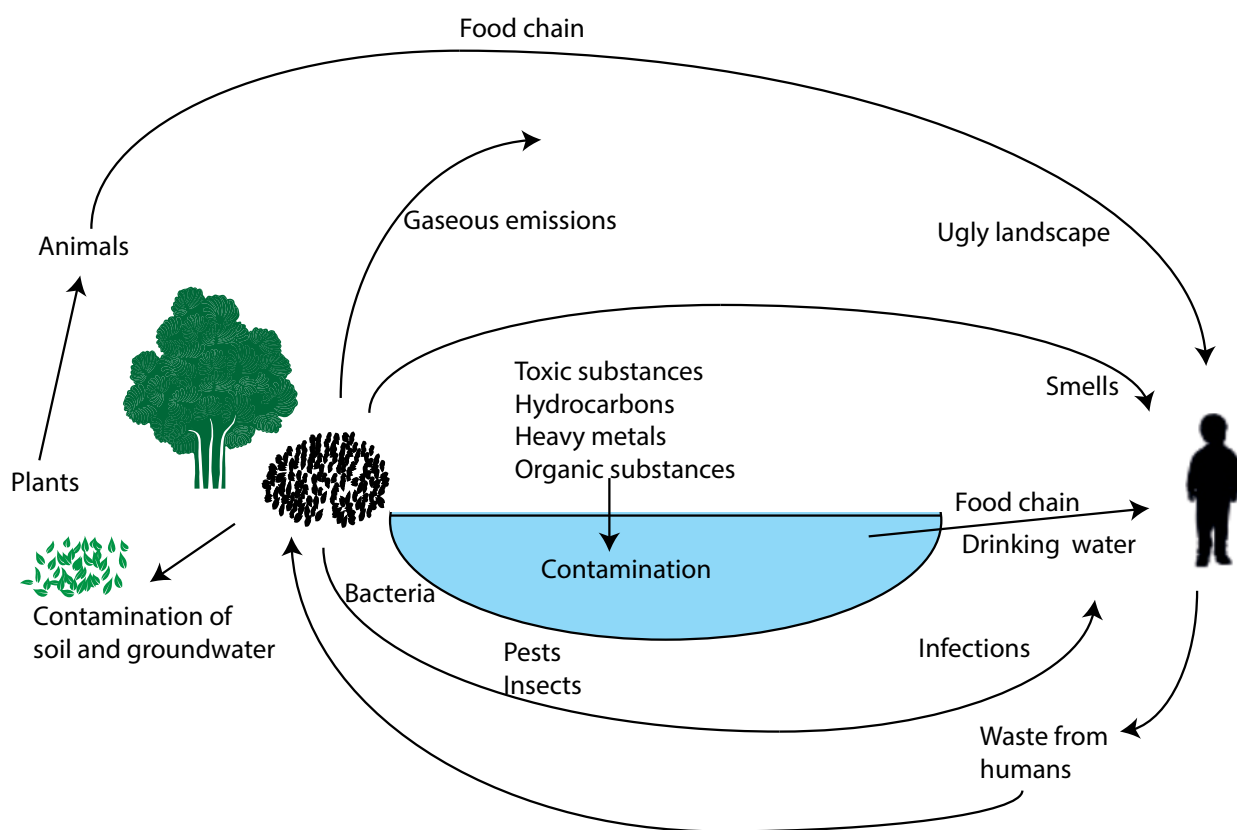 Food chain
Gaseous emissions
Ugly landscape
Animals
Toxic substances
Hydrocarbons
Heavy metals
Organic substances
Smells
Plants
Food chain
Drinking water
Contamination
Bacteria
Contamination of
soil and groundwater
Pests
Insects
Infections
Waste from
humans